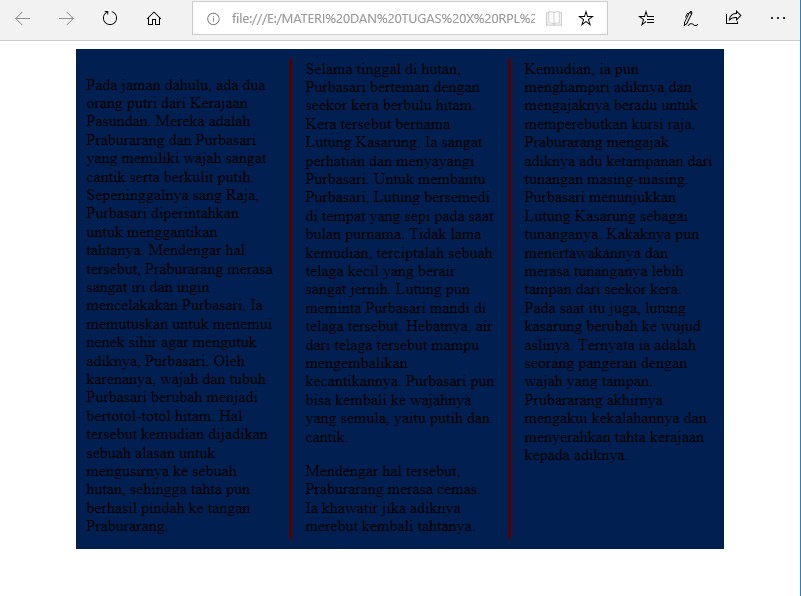 file:///E:/MATERI%20DAN%20TUGAS%20X%20RPL%2
Pada jaman dahulu, ada dua
orang putri dari Kerajaan
Pasundan. Mereka adalah
Praburarang dan Purbasari
yang memiliki wajah sangat
cantik serta berkulit putih.
Sepeninggalnya sang Raja,
Purbasari diperintahkan
untuk menggantikan
tahtanya. Mendengar hal
tersebut, Praburarang merasa
sangat iri dan ingin
mencelakakan Purbasari. Ia
memutuskan untuk menemui
nenek sihir agar mengutuk
adiknya, Purbasari. Oleh
karenanya, wajah dan tubuh
Purbasari berubah menjadi
bertotol-totol hitam. Hal
tersebut kemudian dijadikan
sebuah alasan untuk
mengusirnya ke sebuah
hutan, sehingga tahta pun
berhasil pindah ke tangan
Praburarang.
Selama tinggal di hutan,
Purbasari berteman dengan
seekor kera berbulu hitam.
Kera tersebut bernama
Lutung Kasarung. Ia sangat
perhatian dan menyayangi
Purbasari. Untuk membantu
Purbasari, Lutung bersemedi
di tempat yang sepi pada saat
bulan purnama. Tidak lama
kemudian, terciptalah sebuah
telaga kecil yang berair
sangat jernih. Lutung pun
meminta Purbasari mandi di
telaga tersebut. Hebatnya, air
dari telaga tersebut mampu
mengembalikan
kecantikannya. Purbasari pun
bisa kembali ke wajahnya
yang semula, yaitu putih dan
cantik.
Mendengar hal tersebut,
Praburarang merasa cemas.
Ia khawatir jika adiknya
merebut kembali tahtanya.
Kemudian, ia pun
menghampiri adiknya dan
mengajaknya beradu untuk
memperebutkan kursi raja.
Praburarang mengajak
adiknya adu ketampanan dari
tunangan masing-masing.
Purbasari menunjukkan
Lutung Kasarung sebagai
tunanganya. Kakaknya pun
menertawakannya dan
merasa tunanganya lebih
tampan dari seekor kera.
Pada saat itu juga, lutung
kasarung berubah ke wujud
aslinya. Ternyata ia adalah
seorang pangeran dengan
wajah yang tampan.
Prubararang akhirnya
mengakui kekalahannya dan
menyerahkan tahta kerajaan
kepada adiknya.